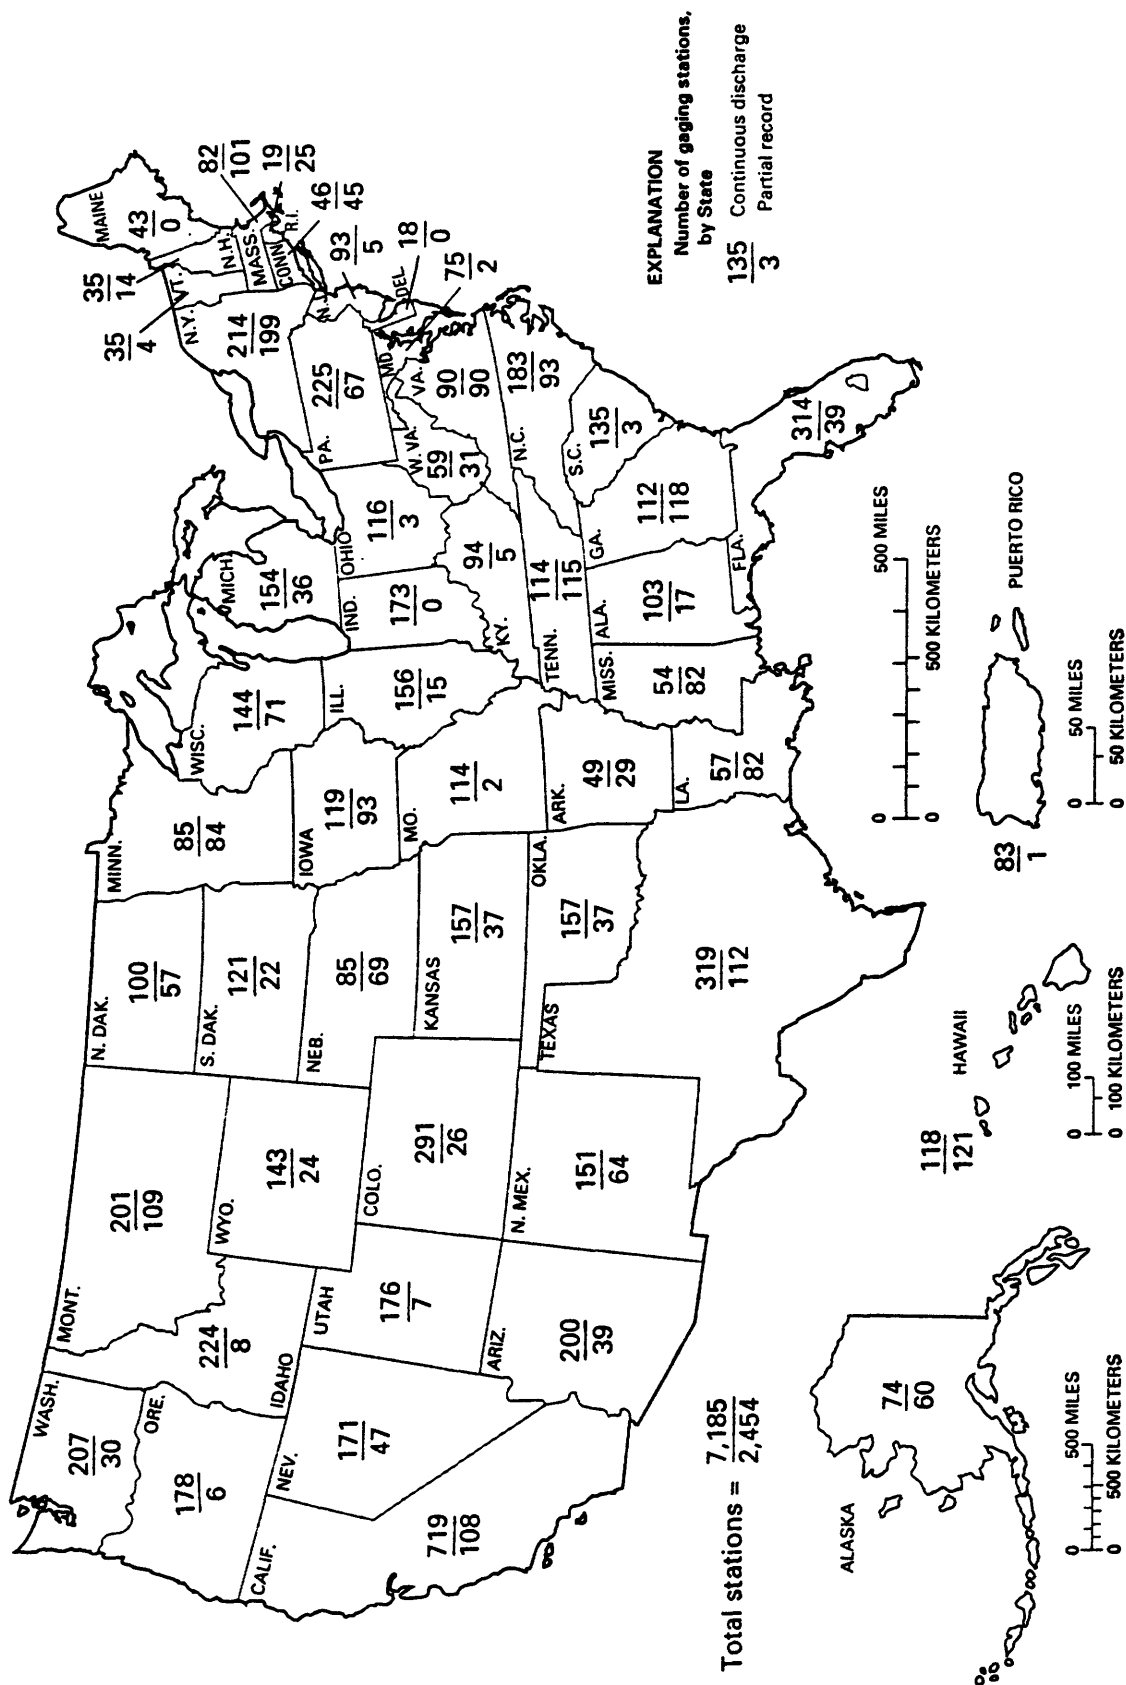 WASH.
207
30
MONT.
201
109
N. DAK.
100
57
MINN.
85
84
WISC.
144
71
MICH.
154
36
N.Y.
214
199
35
4
VT.
35
14
N.H.
MAINE
43
0
MASS.
82
101
R.I.
19
25
CONN.
46
45
N.J.
93
5
DEL.
18
0
MD.
75
2
ORE.
178
6
IDAHO
224
8
WYO.
143
24
S. DAK.
121
22
IOWA
119
93
ILL.
156
15
IND.
173
0
OHIO
116
3
PA.
225
67
W. VA.
59
31
VA.
90
90
CALIF.
719
108
NEV.
171
47
UTAH
176
7
COLO.
291
26
NEB.
85
69
KANSAS
157
37
MO.
114
2
KY.
94
5
TENN.
114
115
N.C.
183
93
S.C.
135
3
ARIZ.
200
39
N. MEX.
151
64
TEXAS
319
112
OKLA.
157
37
ARK.
49
29
LA.
57
82
MISS.
54
82
ALA.
103
17
GA.
112
118
FLA.
314
39
EXPLANATION
Number of gaging stations,
by State
135 Continuous discharge
3 Partial record
Total stations = 7,185
2,454
ALASKA
74
60
0 500 MILES
0 500 KILOMETERS
HAWAII
118
121
0 100 MILES
0 100 KILOMETERS
PUERTO RICO
83
1
0 50 MILES
0 50 KILOMETERS
0 500 MILES
0 500 KILOMETERS